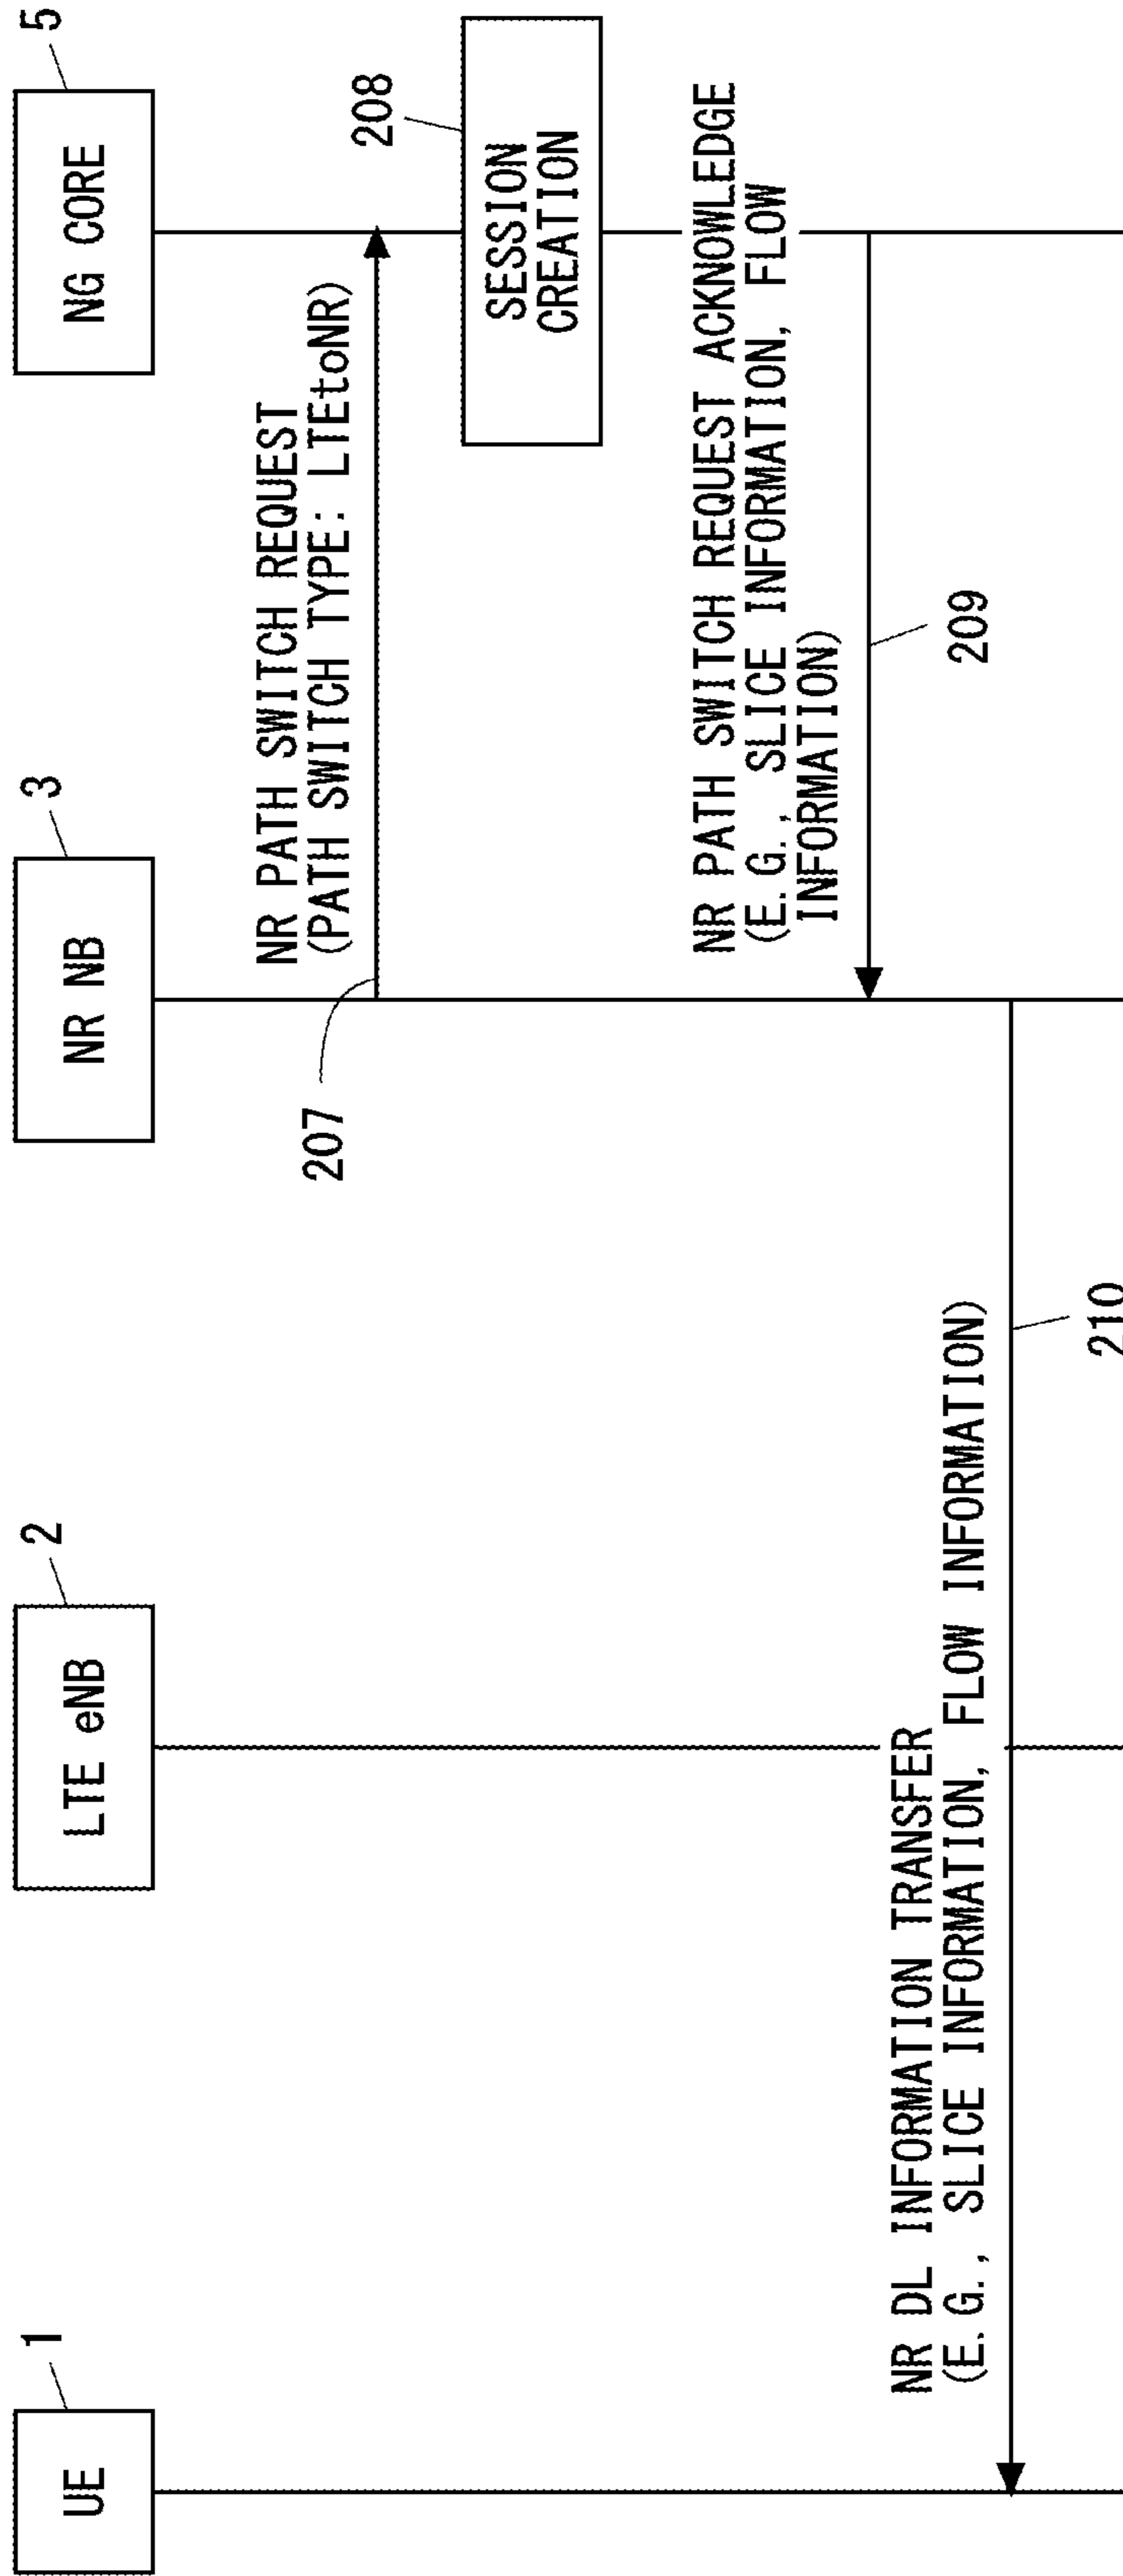 UE
1
LTE eNB
2
NR NB
3
NG CORE
5
NR PATH SWITCH REQUEST
(PATH SWITCH TYPE: LTEtoNR)
207
208
SESSION
CREATION
NR PATH SWITCH REQUEST ACKNOWLEDGE
(E.G., SLICE INFORMATION, FLOW
INFORMATION)
209
NR DL INFORMATION TRANSFER
(E.G., SLICE INFORMATION, FLOW INFORMATION)
210